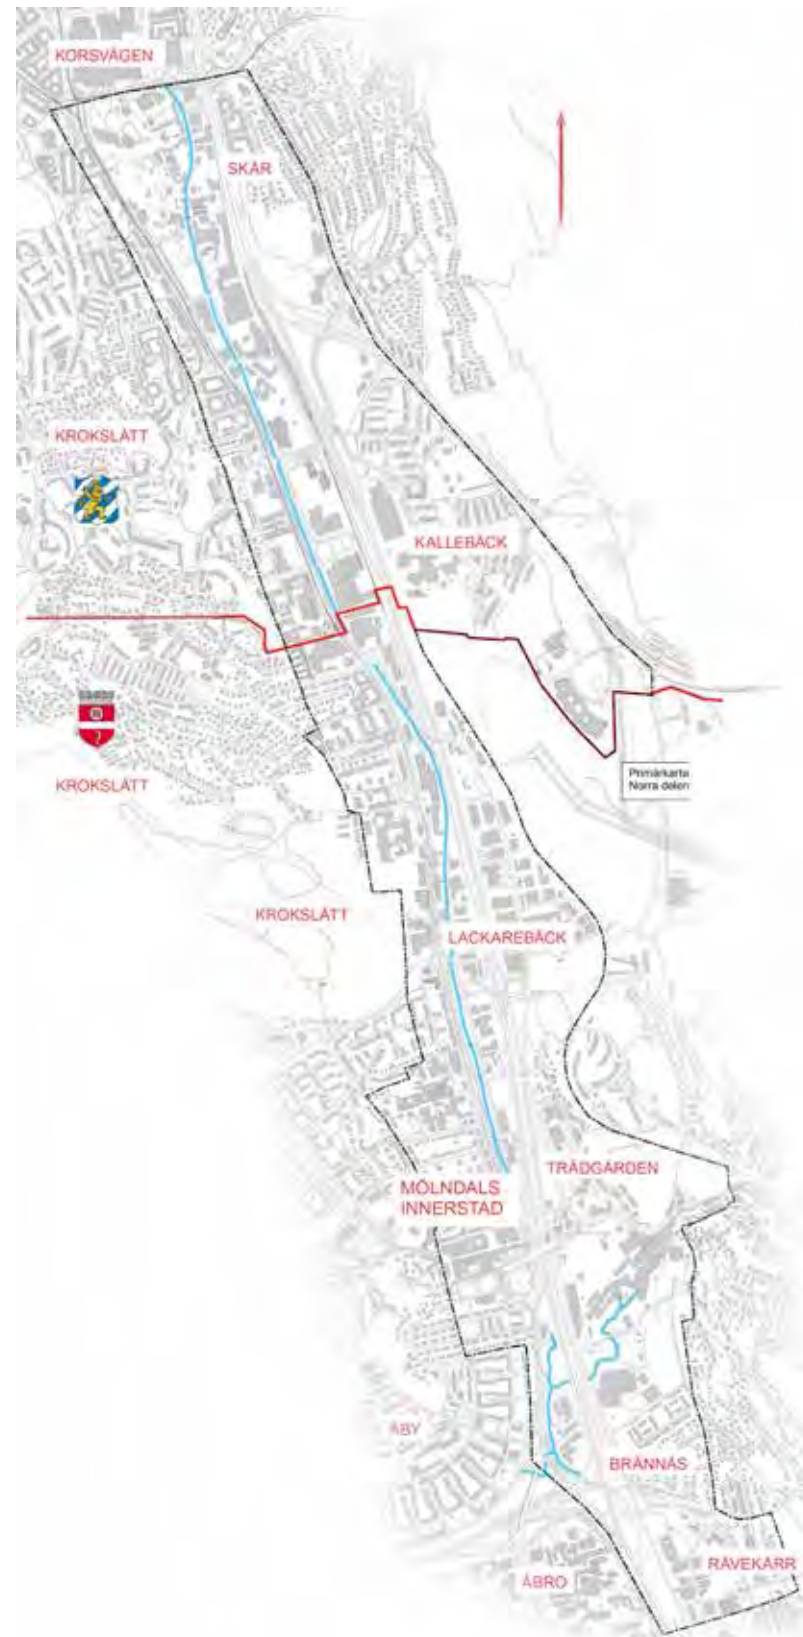 KORSVÄGEN
SKÅR
KROKSLÄTT
KALLEBÄCK
Primärkarta
Norra delen
KROKSLÄTT
KROKSLÄTT
LACKAREBÄCK
TRÄDGÅRDEN
MÖLNDALS
INNERSTAD
ÅBY
BRÄNNÅS
RÄVEKÄRR
ÅBRO